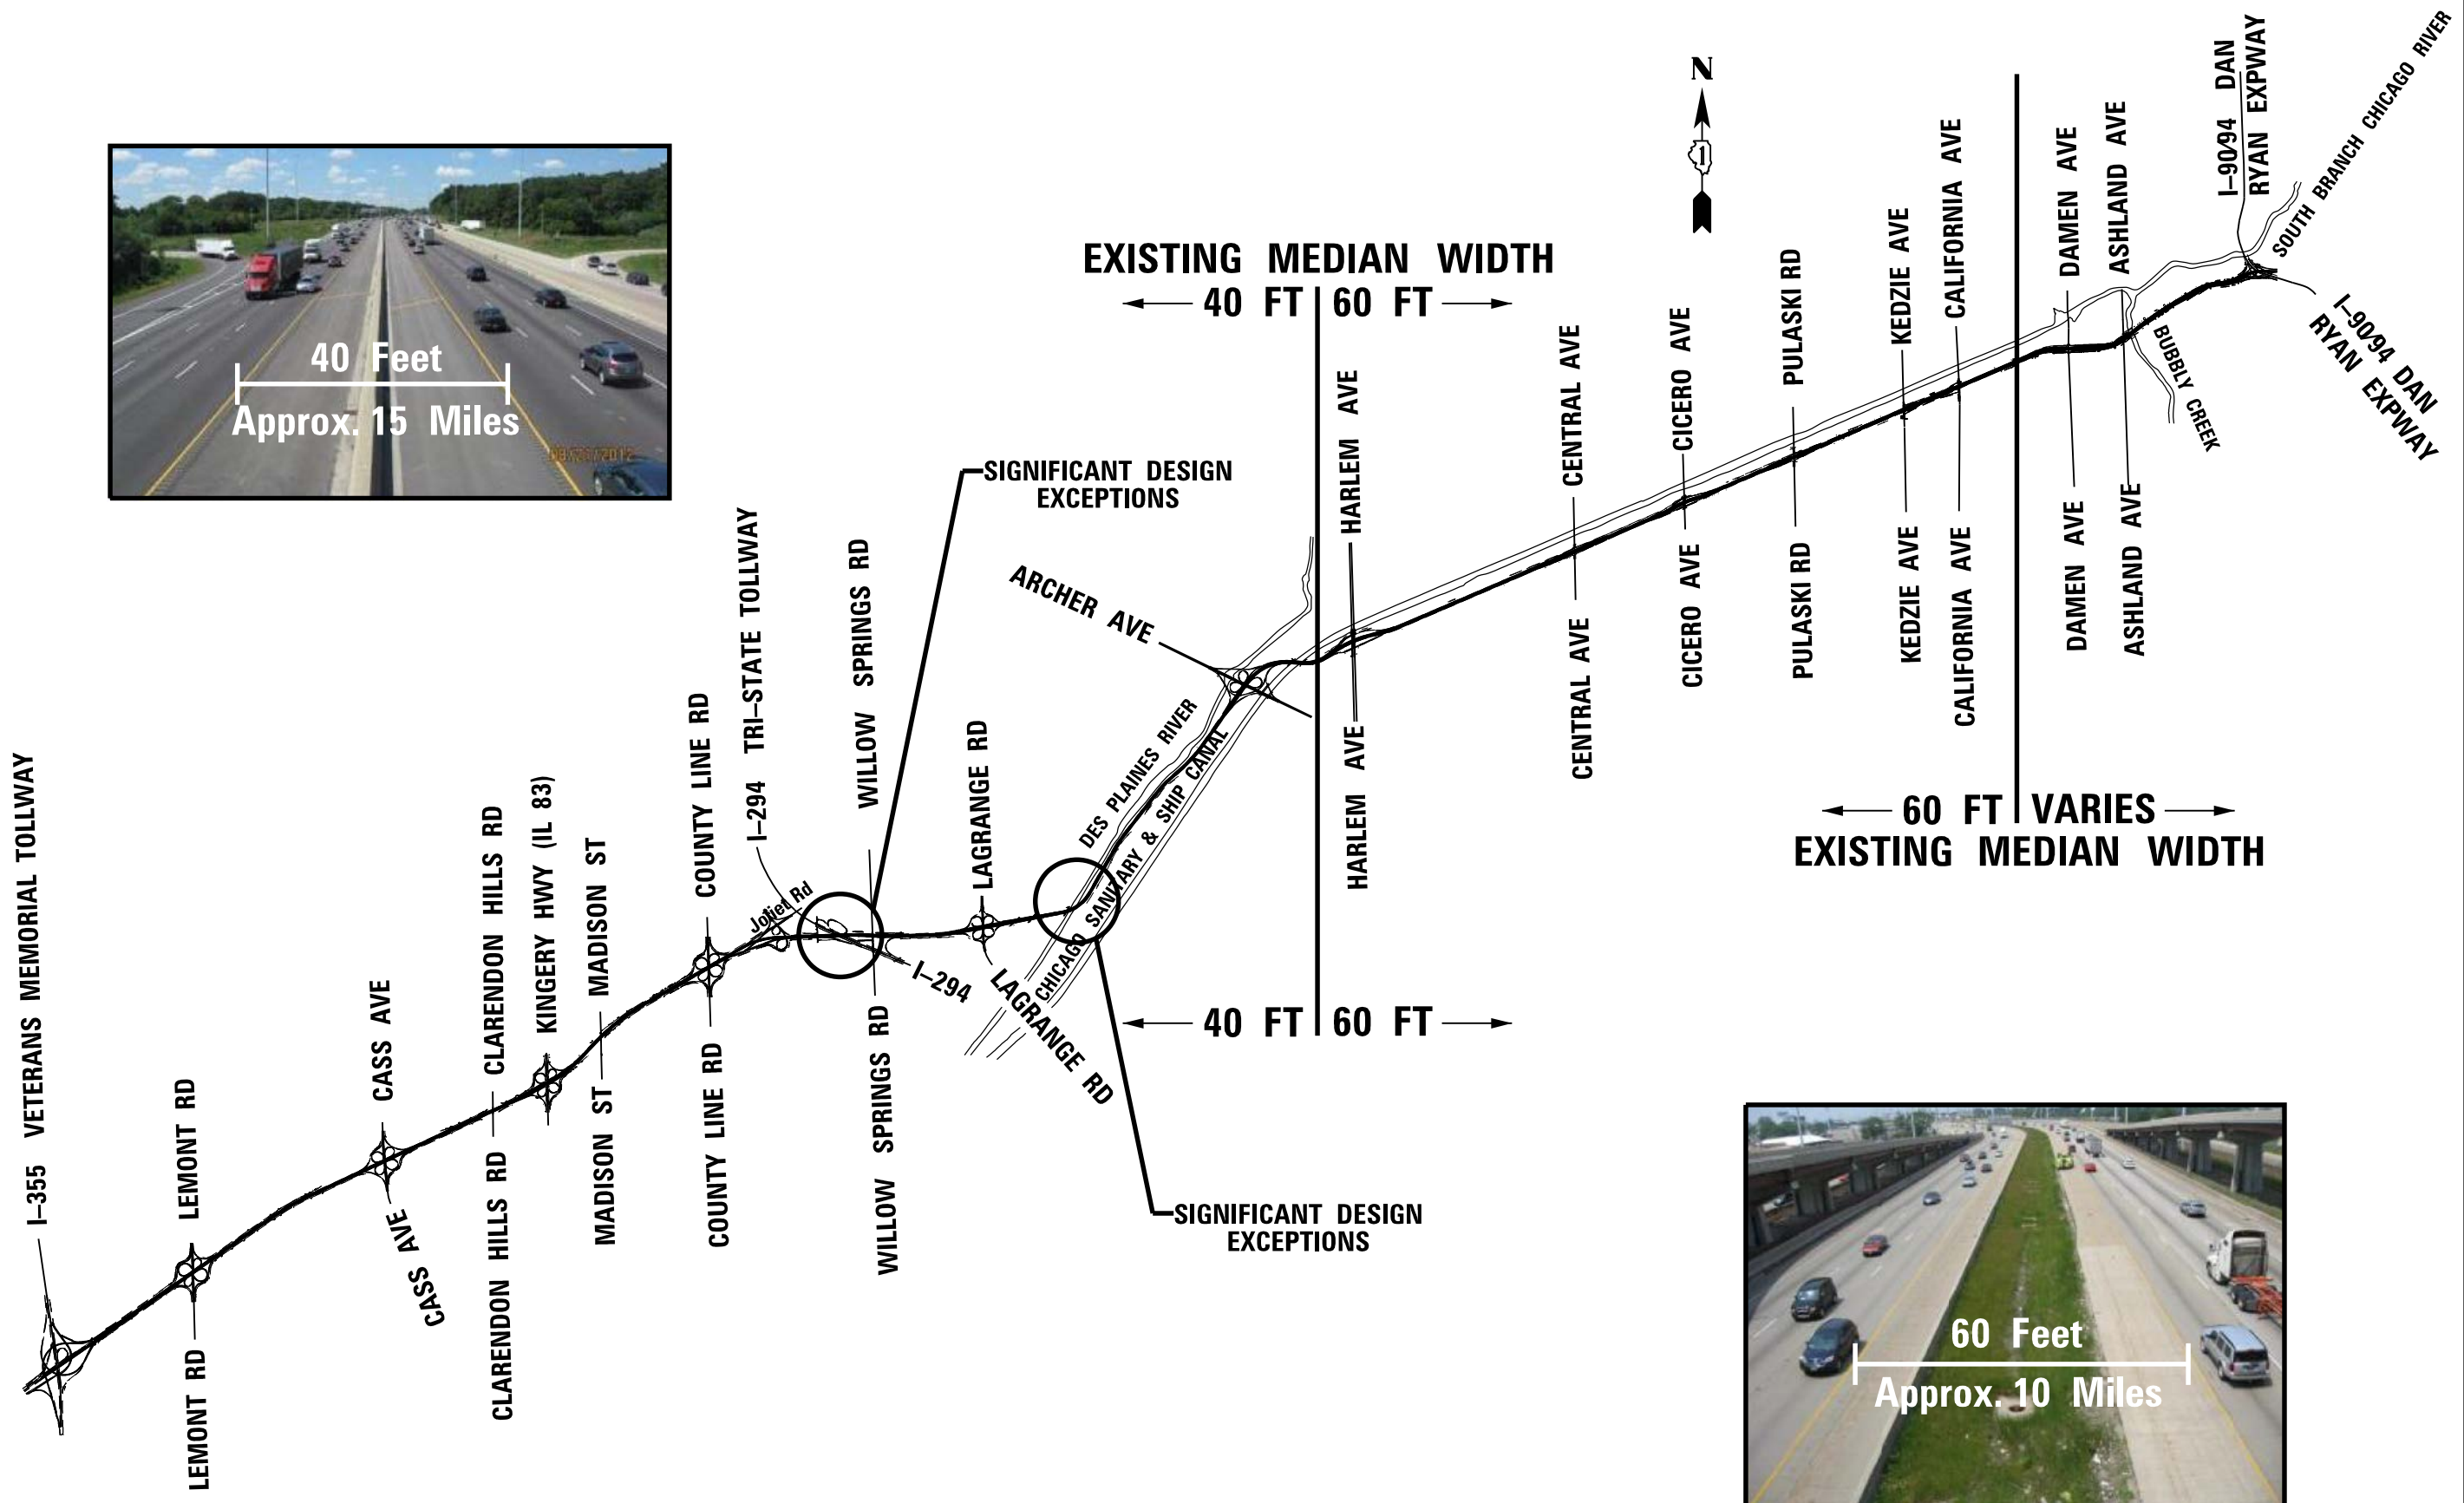 N
1
I-90/94 DAN
RYAN EXPWAY
SOUTH BRANCH CHICAGO RIVER
EXISTING MEDIAN WIDTH
40 FT 60 FT
40 Feet
Approx. 15 Miles
SIGNIFICANT DESIGN
EXCEPTIONS
ARCHER AVE
HARLEM AVE
CENTRAL AVE
CICERO AVE
PULASKI RD
KEDZIE AVE
CALIFORNIA AVE
DAMEN AVE
ASHLAND AVE
BUBBLY CREEK
I-90/94 DAN
RYAN EXPWAY
HARLEM AVE
CENTRAL AVE
CICERO AVE
PULASKI RD
KEDZIE AVE
CALIFORNIA AVE
DAMEN AVE
ASHLAND AVE
60 FT VARIES
EXISTING MEDIAN WIDTH
I-355 VETERANS MEMORIAL TOLLWAY
LEMONT RD
CASS AVE
CLARENDON HILLS RD
KINGERY HWY (IL 83)
MADISON ST
COUNTY LINE RD
I-294 TRI-STATE TOLLWAY
Joliet Rd
WILLOW SPRINGS RD
LAGRANGE RD
DES PLAINES RIVER
CHICAGO SANITARY & SHIP CANAL
I-294
LAGRANGE RD
40 FT 60 FT
LEMONT RD
CASS AVE
CLARENDON HILLS RD
MADISON ST
COUNTY LINE RD
WILLOW SPRINGS RD
SIGNIFICANT DESIGN
EXCEPTIONS
60 Feet
Approx. 10 Miles